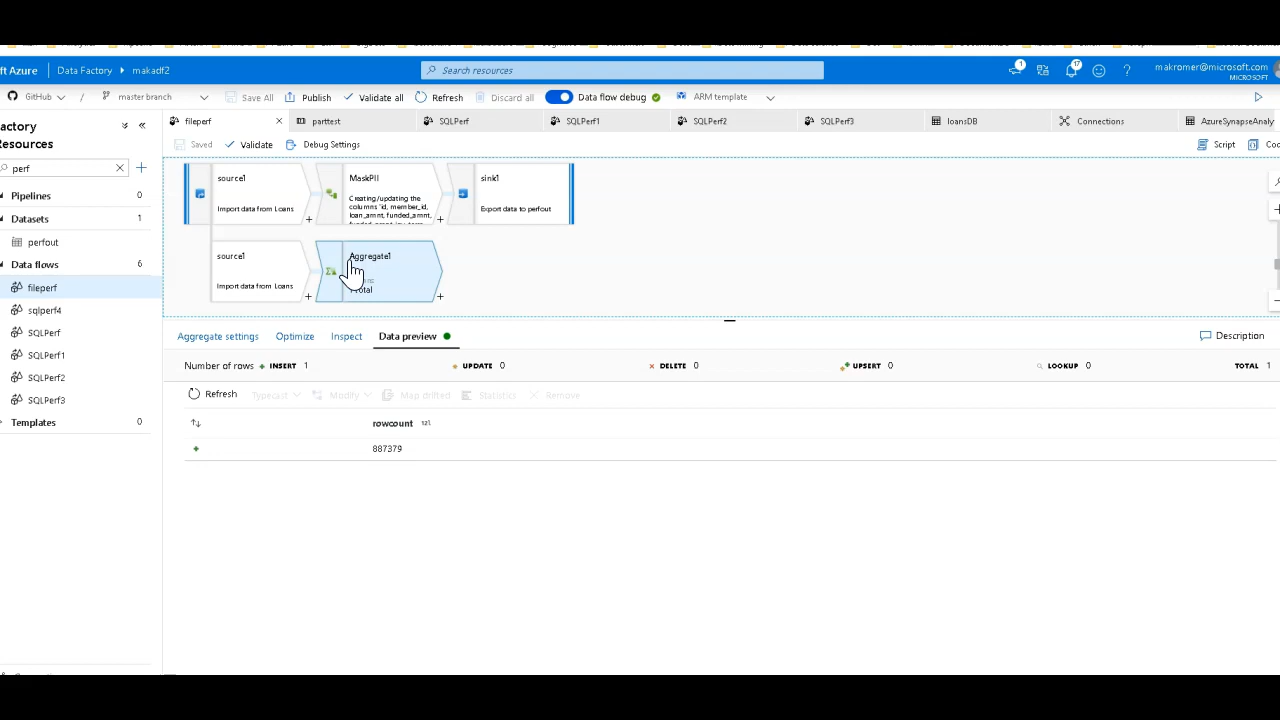 ft Azure
Data Factory
makadf2
Search resources
1
17
makromer@microsoft.com
MICROSOFT
GitHub
master branch
Save All
Publish
Validate all
Refresh
Discard all
Data flow debug
ARM template
Factory
Resources
fileperf
parttest
SQLPerf
SQLPerf1
SQLPerf2
SQLPerf3
loansDB
Connections
AzureSynapseAnaly
Saved
Validate
Debug Settings
Script
Coo
perf
Pipelines 0
Datasets 1
perfout
Data flows 6
fileperf
sqlperf4
SQLPerf
SQLPerf1
SQLPerf2
SQLPerf3
Templates 0
source1
Import data from Loans
MaskPII
Creating/updating the
columns 'id, member_id,
loan_amnt, funded_amnt,
sink1
Export data to perfout
source1
Import data from Loans
Aggregate1
Total
Aggregate settings
Optimize
Inspect
Data preview
Description
Number of rows
INSERT 1
UPDATE 0
DELETE 0
UPSERT 0
LOOKUP 0
TOTAL 1
Refresh
Typecast
Modify
Map drifted
Statistics
Remove
rowcount 12l
887379